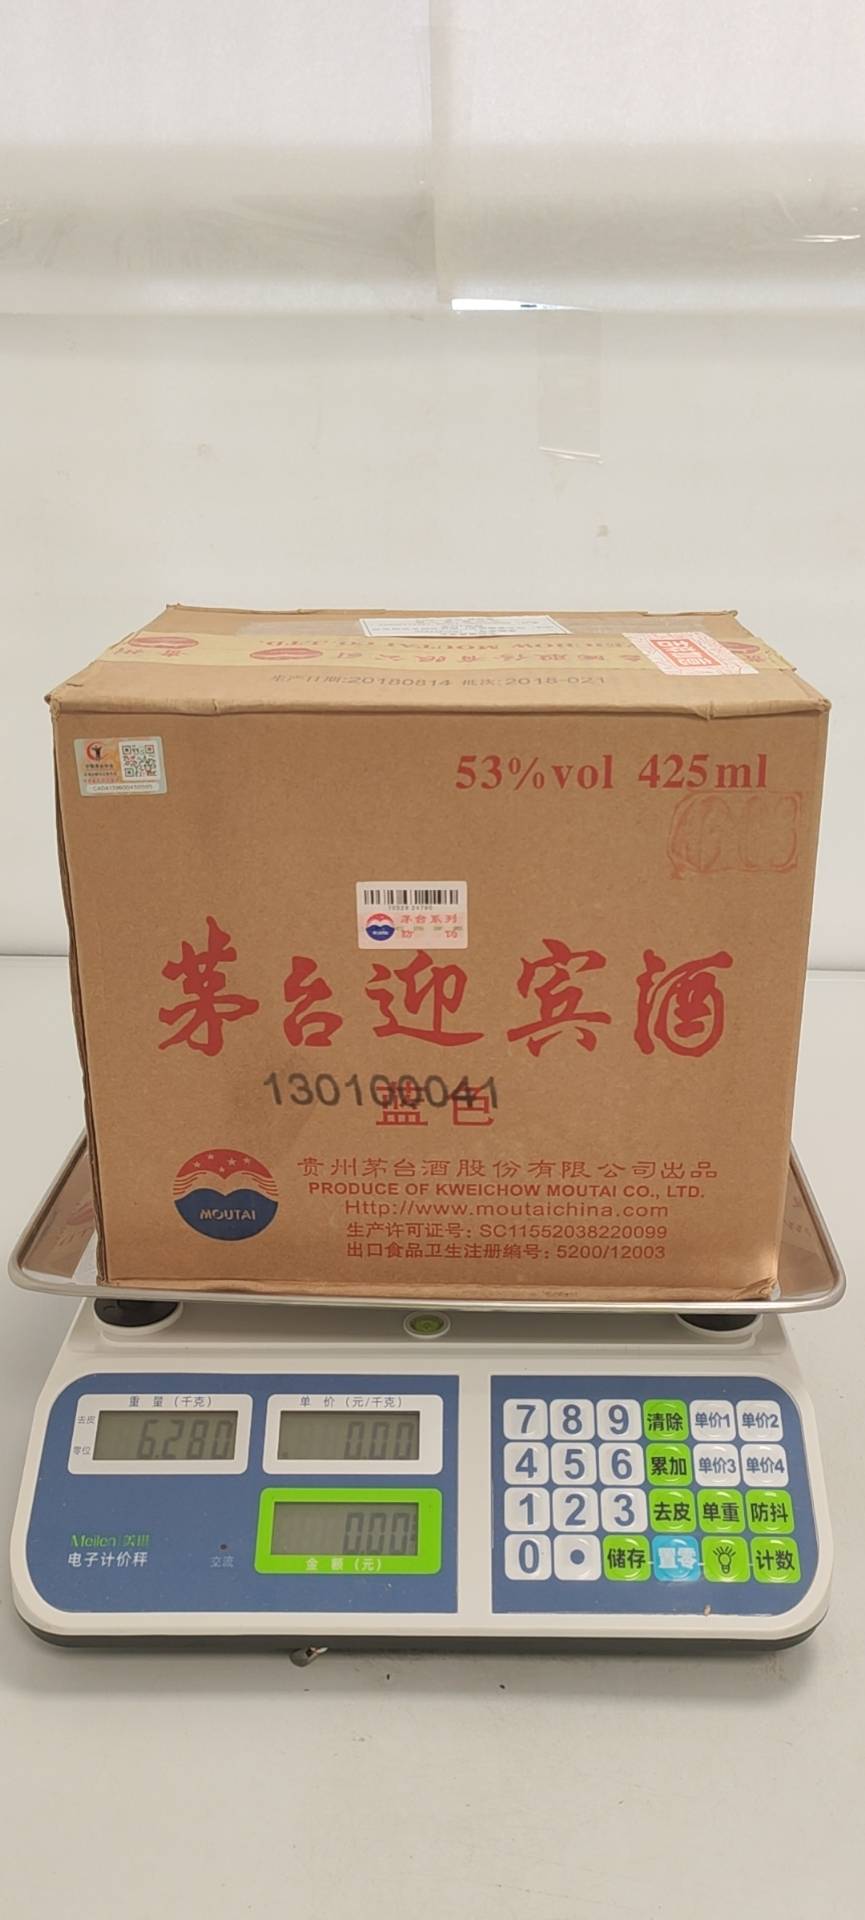 贵州
生产日期:20180814 批次:2018-021
53%vol 425ml
茅台系列
防伪
茅台迎宾酒
130100041
蓝色
MOUTAI
贵州茅台酒股份有限公司出品
PRODUCE OF KWEICHOW MOUTAI CO., LTD.
Http://www.moutaichina.com
生产许可证号: SC11552038220099
出口食品卫生注册编号: 5200/12003
重量(千克) 单价(元/千克)
去皮 6.280 0.00
零位
0.00
金额(元)
Meilen
电子计价秤
交流
7 8 9 清除 单价1 单价2
4 5 6 累加 单价3 单价4
1 2 3 去皮 单重 防抖
0 • 储存 置零 计数